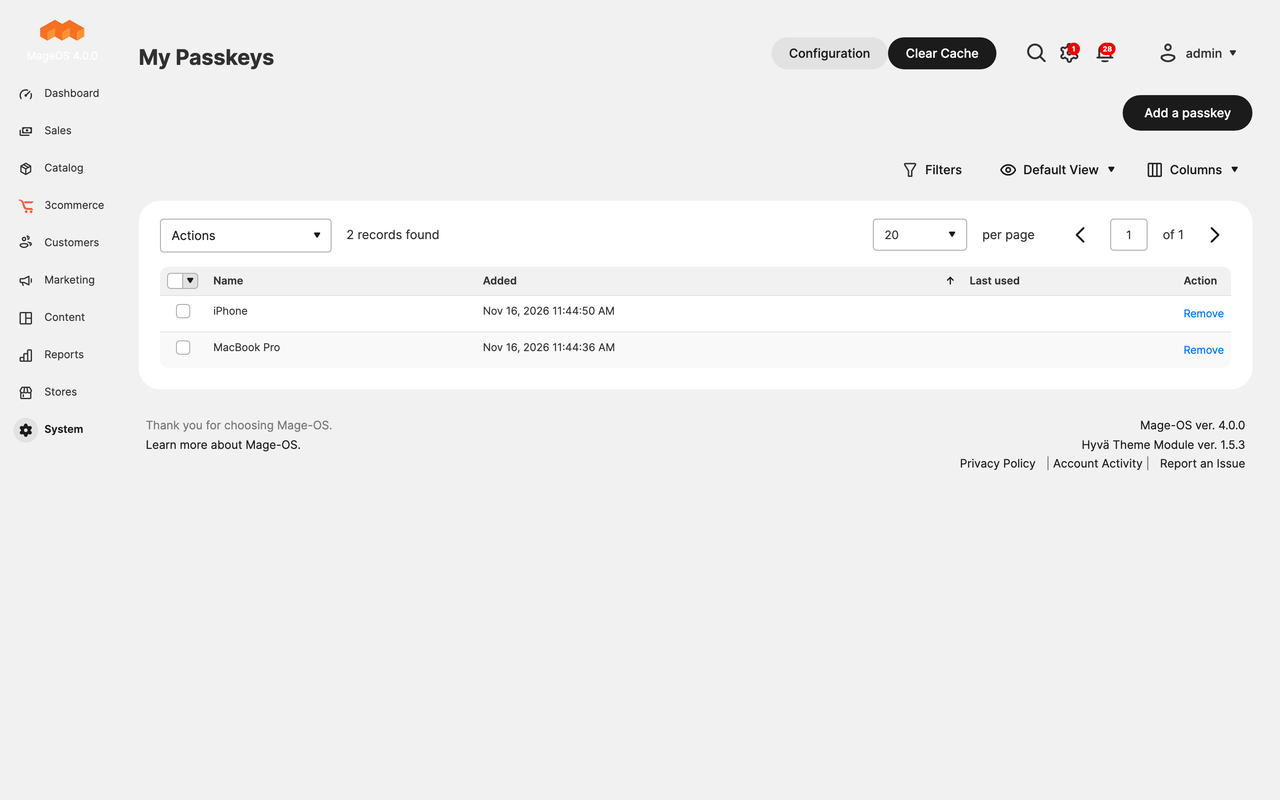 MageOS 4.0.0
My Passkeys
Configuration
Clear Cache
1
28
admin
Dashboard
Sales
Catalog
3commerce
Customers
Marketing
Content
Reports
Stores
System
Add a passkey
Filters
Default View
Columns
Actions
2 records found
20
per page
1
of 1
Name Added Last used Action
iPhone Nov 16, 2026 11:44:50 AM Remove
MacBook Pro Nov 16, 2026 11:44:36 AM Remove
Thank you for choosing Mage-OS.
Learn more about Mage-OS.
Mage-OS ver. 4.0.0
Hyvä Theme Module ver. 1.5.3
Privacy Policy | Account Activity | Report an Issue